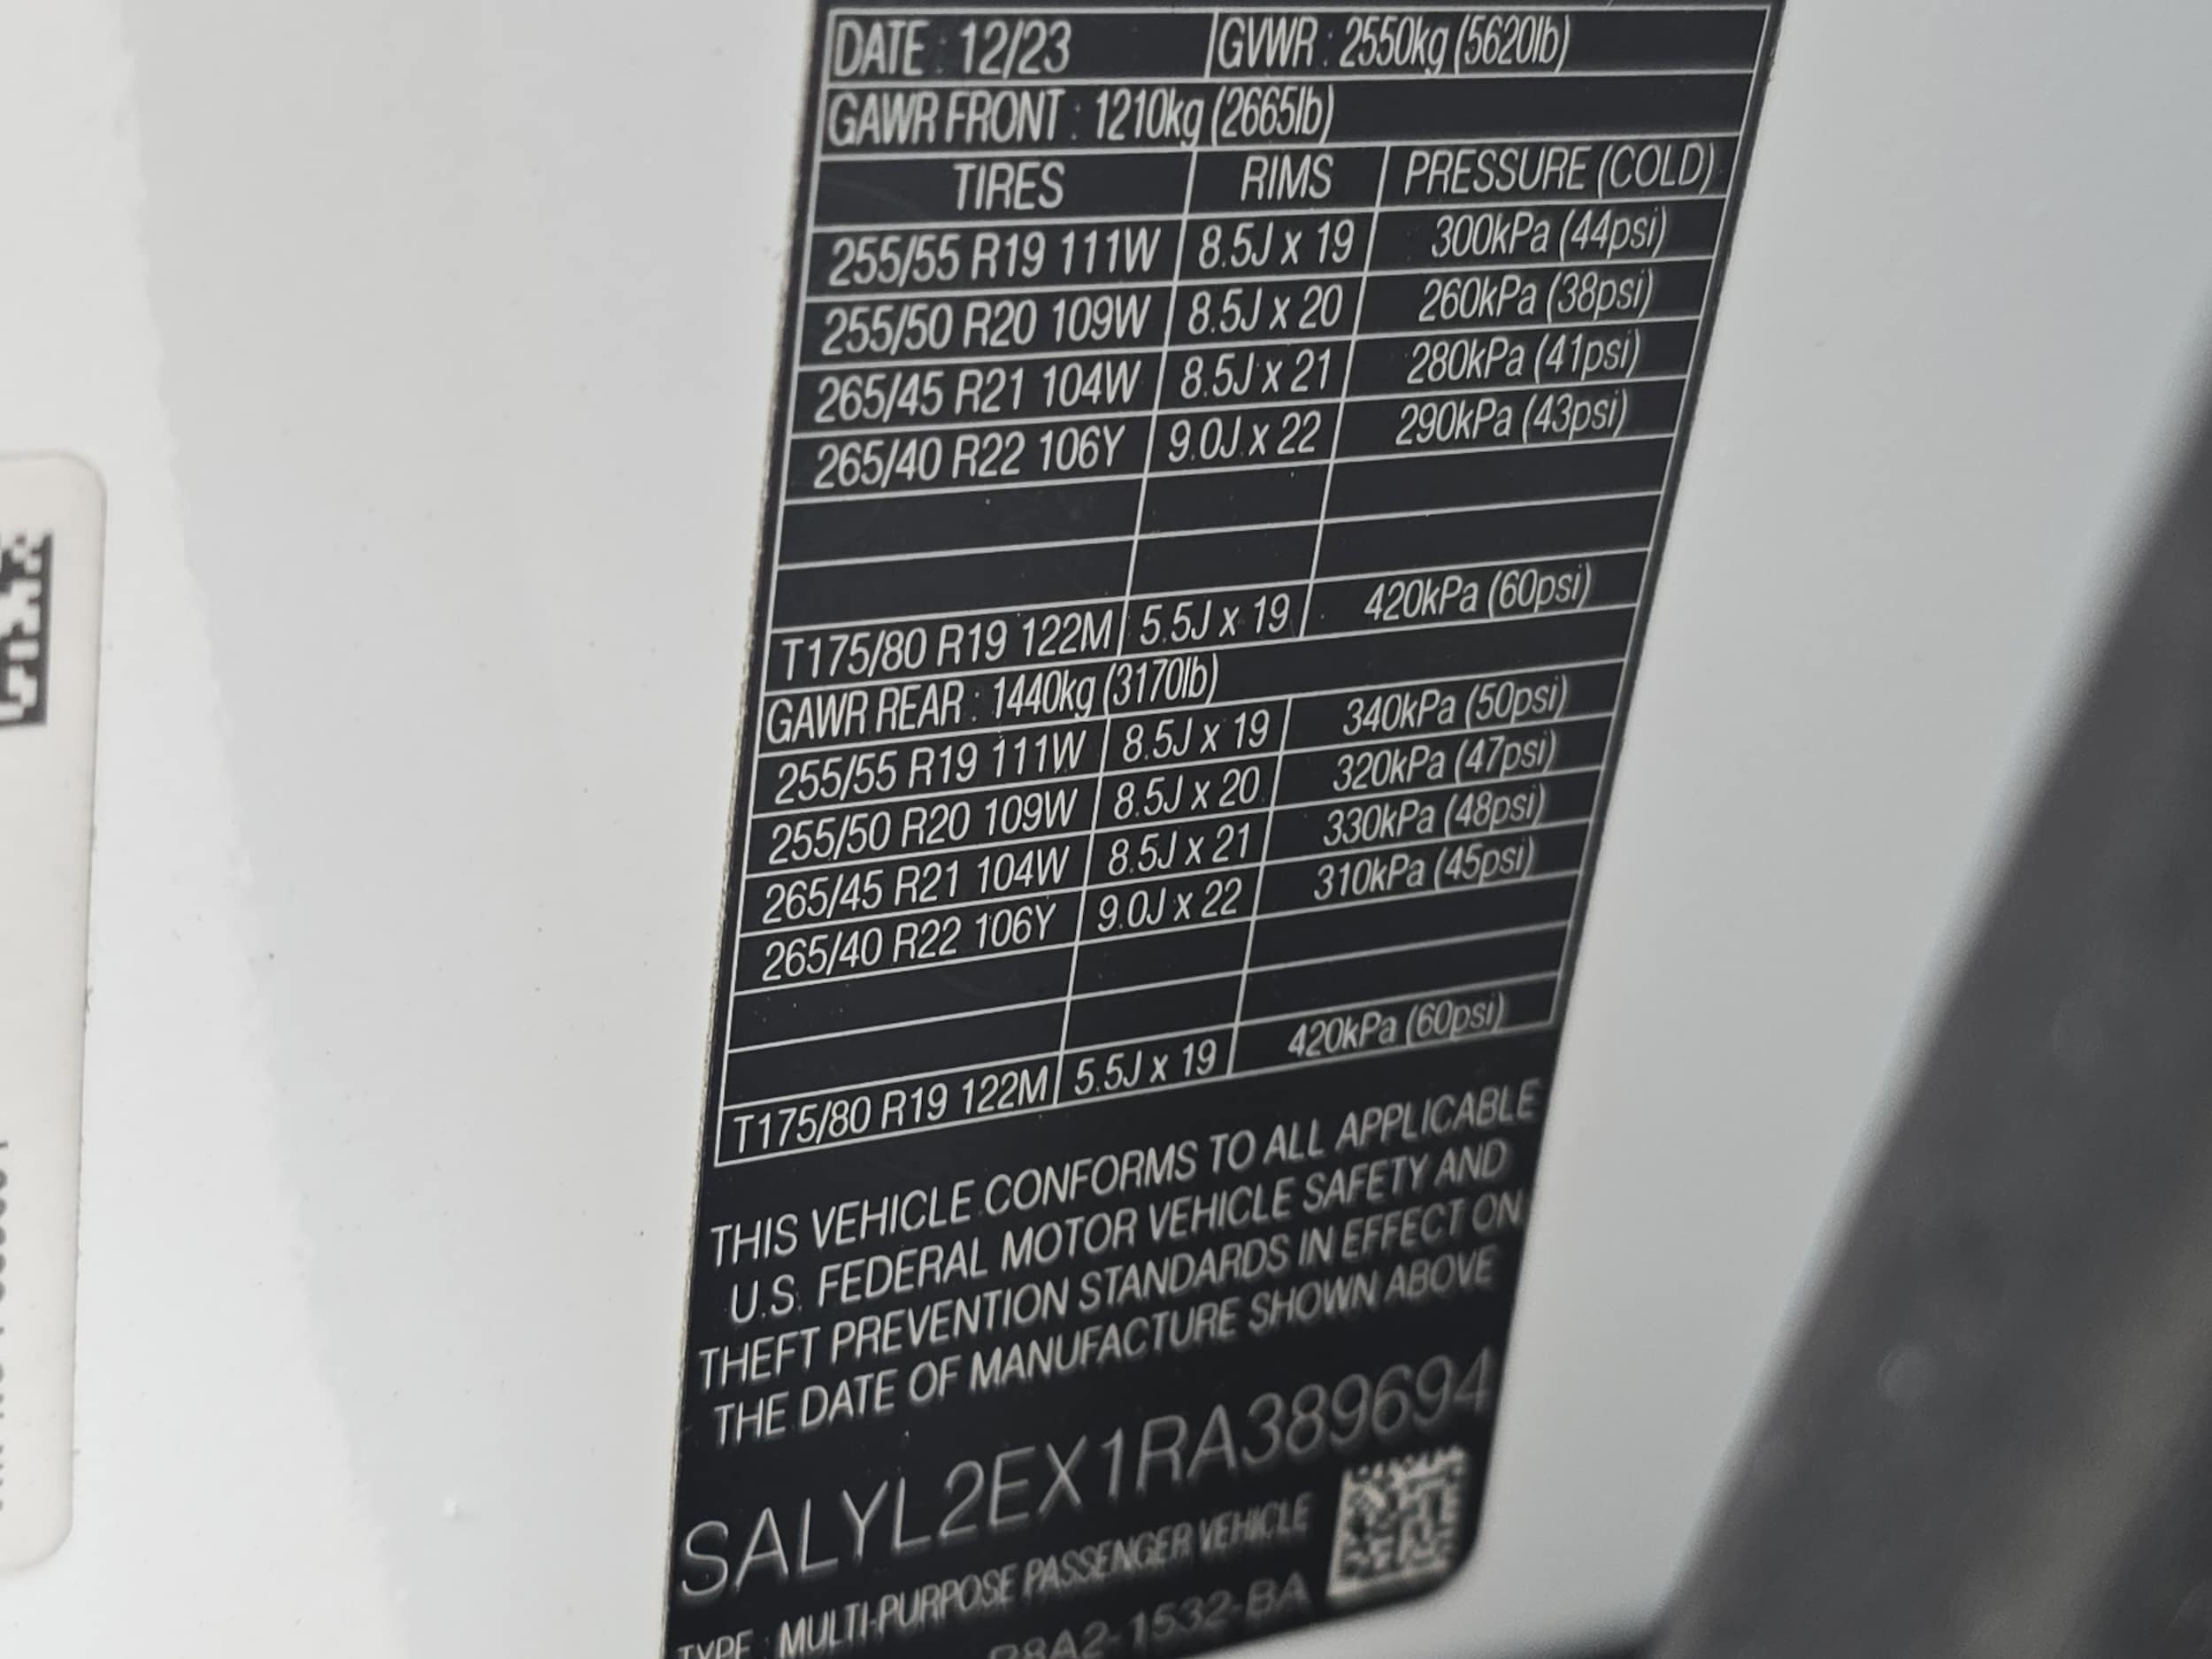 DATE : 12/23 GVWR : 2550kg (5620lb)
GAWR FRONT : 1210kg (2665lb)
TIRES RIMS PRESSURE (COLD)
255/55 R19 111W 8.5J x 19 300kPa (44psi)
255/50 R20 109W 8.5J x 20 260kPa (38psi)
265/45 R21 104W 8.5J x 21 280kPa (41psi)
265/40 R22 106Y 9.0J x 22 290kPa (43psi)
T175/80 R19 122M 5.5J x 19 420kPa (60psi)
GAWR REAR : 1440kg (3170lb)
255/55 R19 111W 8.5J x 19 340kPa (50psi)
255/50 R20 109W 8.5J x 20 320kPa (47psi)
265/45 R21 104W 8.5J x 21 330kPa (48psi)
265/40 R22 106Y 9.0J x 22 310kPa (45psi)
T175/80 R19 122M 5.5J x 19 420kPa (60psi)
THIS VEHICLE CONFORMS TO ALL APPLICABLE
U.S. FEDERAL MOTOR VEHICLE SAFETY AND
THEFT PREVENTION STANDARDS IN EFFECT ON
THE DATE OF MANUFACTURE SHOWN ABOVE
SALYL2EX1RA389694
TYPE : MULTI-PURPOSE PASSENGER VEHICLE